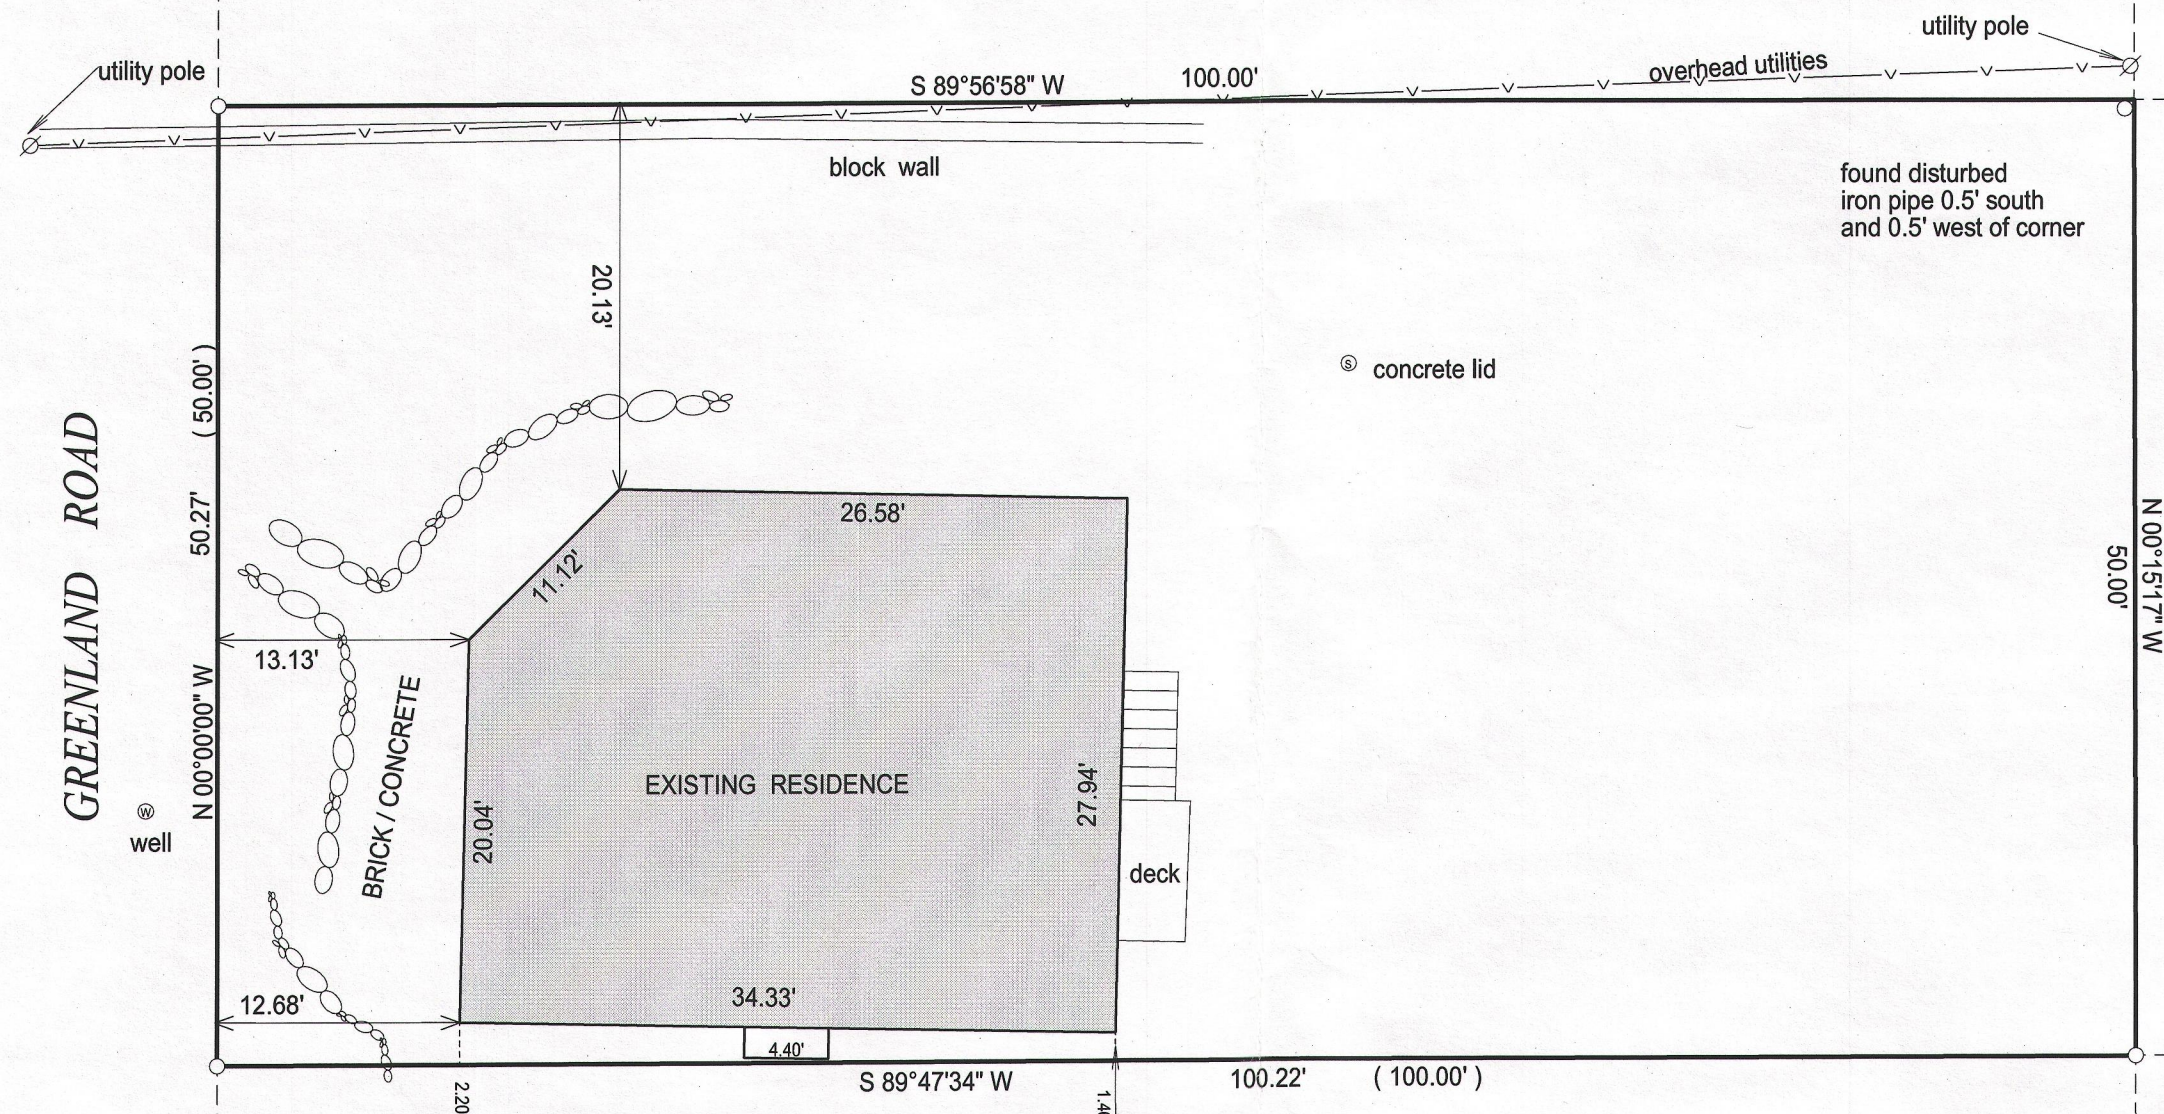 utility pole
utility pole
S 89°56'58" W
100.00'
overhead utilities
block wall
found disturbed
iron pipe 0.5' south
and 0.5' west of corner
20.13'
( 50.00' )
50.27'
N 00°00'00" W
GREENLAND ROAD
S
concrete lid
26.58'
11.12'
13.13'
N 00°15'17" W
50.00'
BRICK / CONCRETE
EXISTING RESIDENCE
20.04'
27.94'
W
well
deck
12.68'
34.33'
4.40'
S 89°47'34" W
100.22'
( 100.00' )
2.20